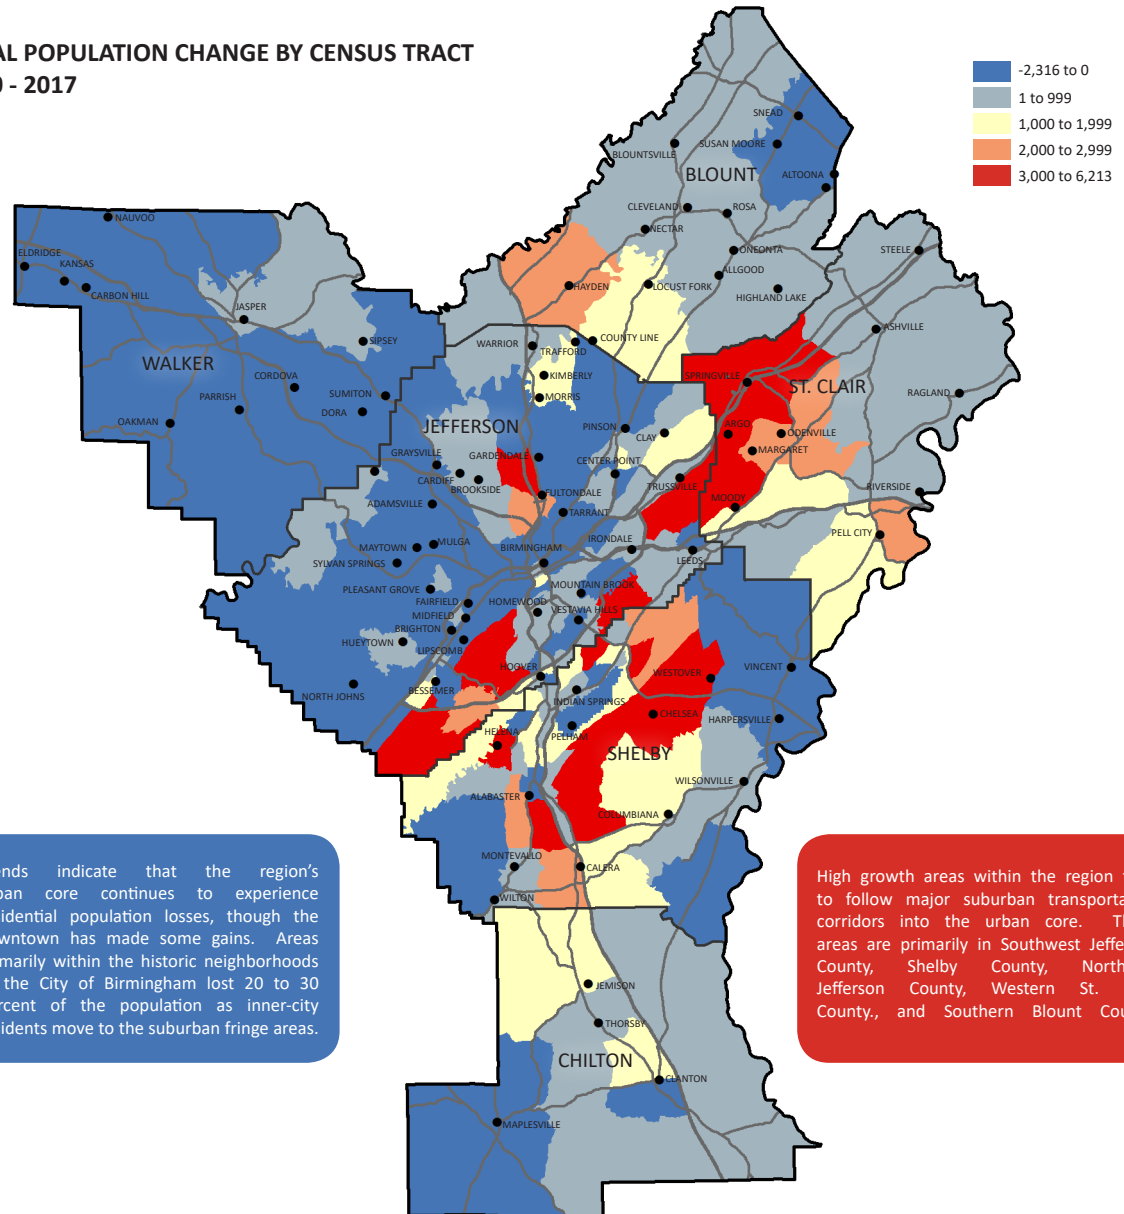 AL POPULATION CHANGE BY CENSUS TRACT
0 - 2017
-2,316 to 0
1 to 999
1,000 to 1,999
2,000 to 2,999
3,000 to 6,213
SNEAD
SUSAN MOORE
BLOUNTSVILLE
BLOUNT
ALTOONA
CLEVELAND
ROSA
NECTAR
ONEONTA
STEELE
ALLGOOD
HAYDEN
LOCUST FORK
HIGHLAND LAKE
NAUVOO
ELDRIDGE
KANSAS
CARBON HILL
JASPER
SIPSEY
WALKER
CORDOVA
PARRISH
SUMITON
DORA
OAKMAN
WARRIOR
TRAFFORD
COUNTY LINE
KIMBERLY
MORRIS
ASHVILLE
SPRINGVILLE
ST. CLAIR
RAGLAND
JEFFERSON
PINSON
CLAY
ARGO
ODENVILLE
MARGARET
GRAYSVILLE
GARDENDALE
CENTER POINT
CARDIFF
BROOKSIDE
TRUSSVILLE
RIVERSIDE
ADAMSVILLE
FULTONDALE
MOODY
TARRANT
PELL CITY
MAYTOWN
MULGA
BIRMINGHAM
IRONDALE
SYLVAN SPRINGS
LEEDS
PLEASANT GROVE
MOUNTAIN BROOK
FAIRFIELD
HOMEWOOD
MIDFIELD
VESTAVIA HILLS
BRIGHTON
HUEYTOWN
LIPSCOMB
HOOVER
WESTOVER
VINCENT
NORTH JOHNS
BESSEMER
INDIAN SPRINGS
CHELSEA
HARPERSVILLE
HELENA
PELHAM
SHELBY
WILSONVILLE
ALABASTER
COLUMBIANA
MONTEVALLO
CALERA
WILTON
JEMISON
THORSBY
CHILTON
CLANTON
MAPLESVILLE
ends indicate that the region's
ban core continues to experience
sidential population losses, though the
owntown has made some gains. Areas
imarily within the historic neighborhoods
the City of Birmingham lost 20 to 30
rcent of the population as inner-city
sidents move to the suburban fringe areas.
High growth areas within the region t
to follow major suburban transporta
corridors into the urban core. Th
areas are primarily in Southwest Jeffe
County, Shelby County, North
Jefferson County, Western St.
County., and Southern Blount Cou